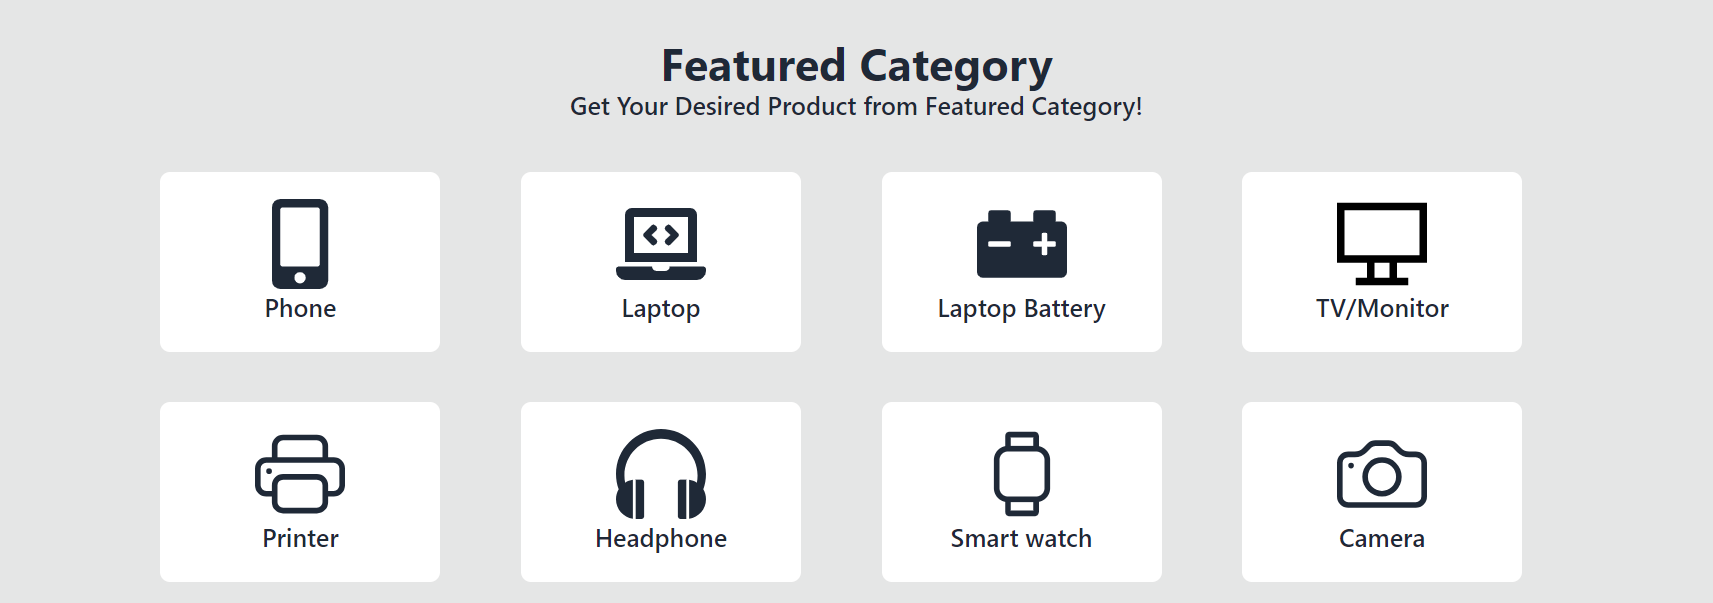 Featured Category
Get Your Desired Product from Featured Category!
Phone
Laptop
Laptop Battery
TV/Monitor
Printer
Headphone
Smart watch
Camera